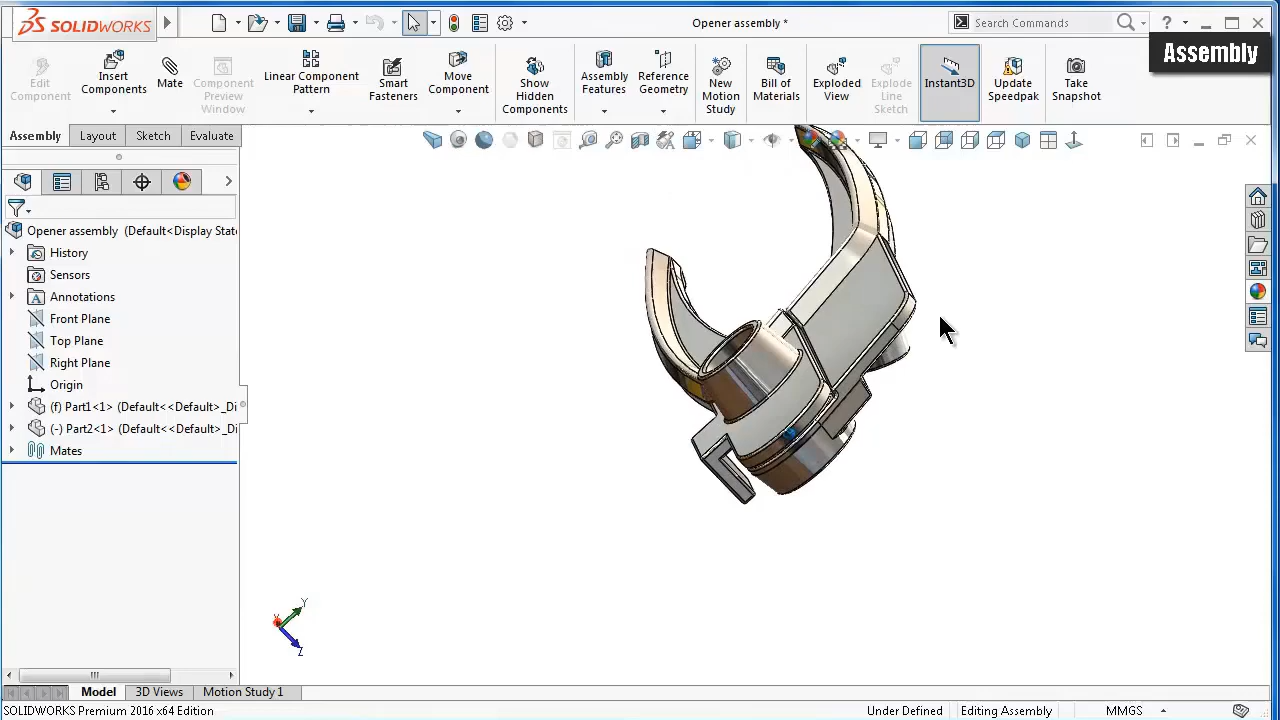 SOLIDWORKS
Opener assembly *
Search Commands
?
Assembly
Edit Component
Insert Components
Mate
Component Preview Window
Linear Component Pattern
Smart Fasteners
Move Component
Show Hidden Components
Assembly Features
Reference Geometry
New Motion Study
Bill of Materials
Exploded View
Explode Line Sketch
Instant3D
Update Speedpak
Take Snapshot
Assembly
Layout
Sketch
Evaluate
Opener assembly (Default<Display Stat
History
Sensors
Annotations
Front Plane
Top Plane
Right Plane
Origin
(f) Part1<1> (Default<<Default>_Di
(-) Part2<1> (Default<<Default>_Di
Mates
Y
X
Z
Model
3D Views
Motion Study 1
SOLIDWORKS Premium 2016 x64 Edition
Under Defined
Editing Assembly
MMGS